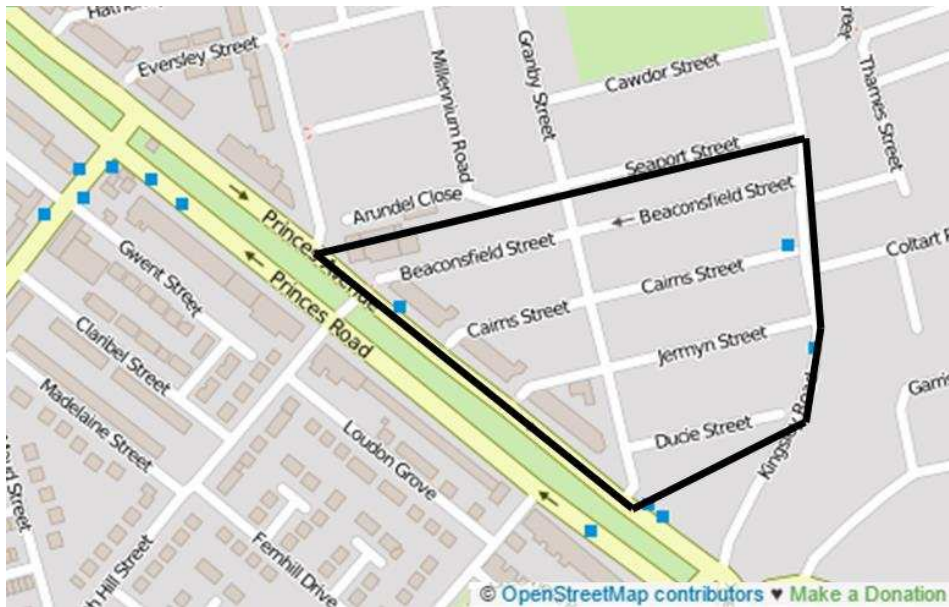 Eversley Street
Millennium Road
Granby Street
Cawdor Street
Thames Street
Seaport Street
Arundel Close
Beaconsfield Street
Beaconsfield Street
Princes Avenue
Princes Road
Gwent Street
Cairns Street
Cairns Street
Coltart
Claribel Street
Jermyn Street
Madelaine Street
Loudon Grove
Ducie Street
Kingsley Road
Fernhill Drive
Hill Street
© OpenStreetMap contributors ♥ Make a Donation